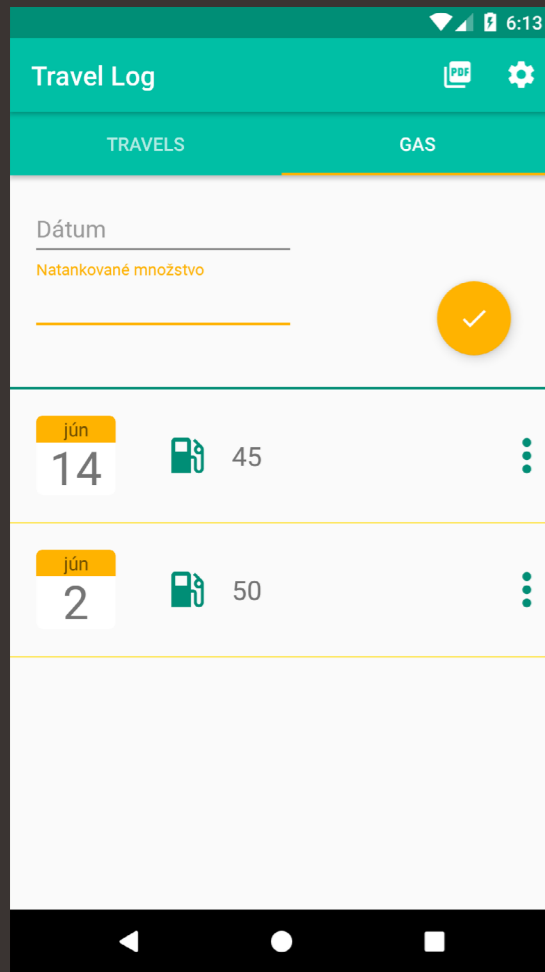 6:13
Travel Log
PDF
TRAVELS
GAS
Dátum
Natankované množstvo
jún
14
45
jún
2
50